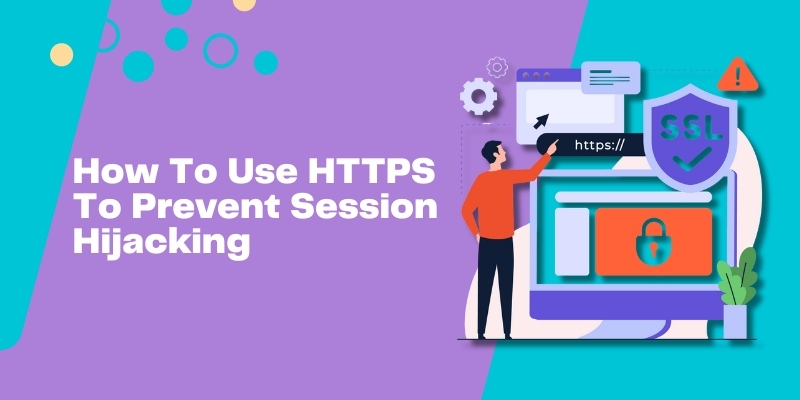 How To Use HTTPS
To Prevent Session
Hijacking
https://
SSL